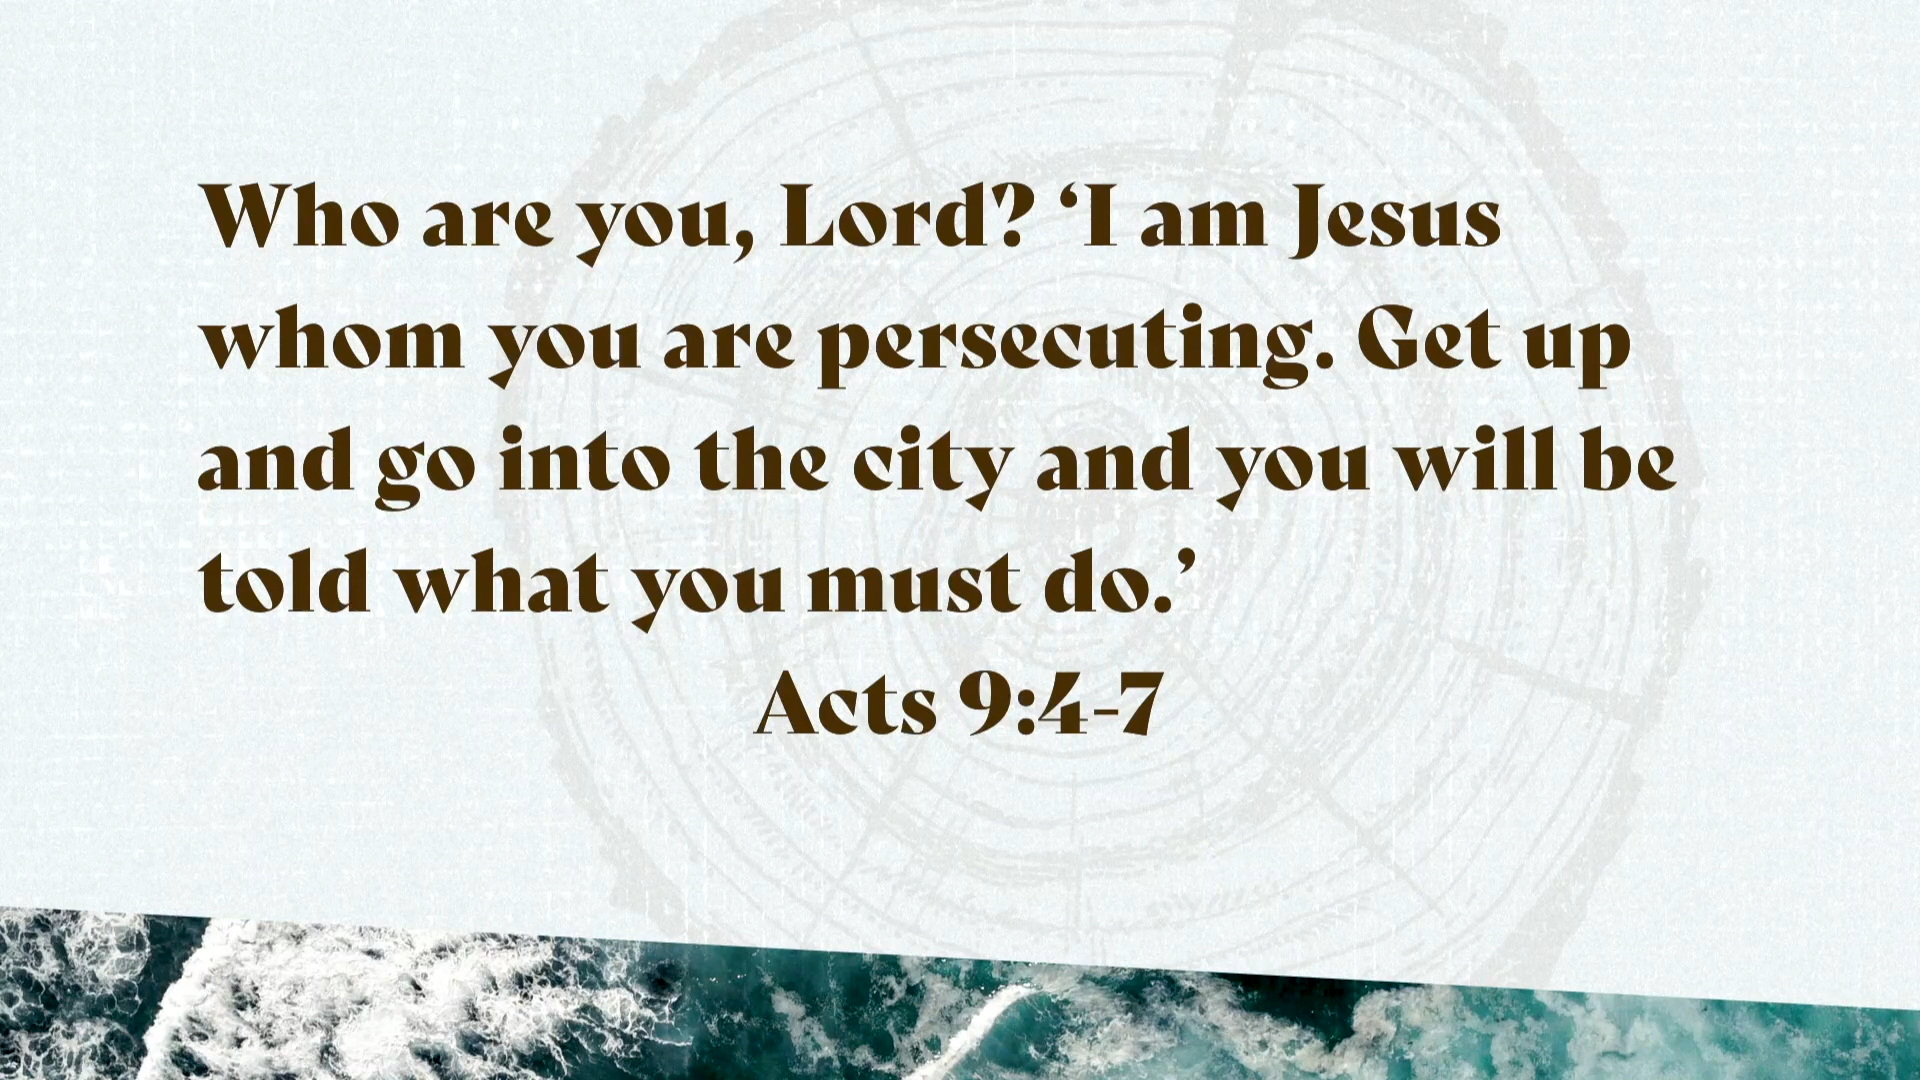 Who are you, Lord? ‘I am Jesus
whom you are persecuting. Get up
and go into the city and you will be
told what you must do.’
Acts 9:4-7